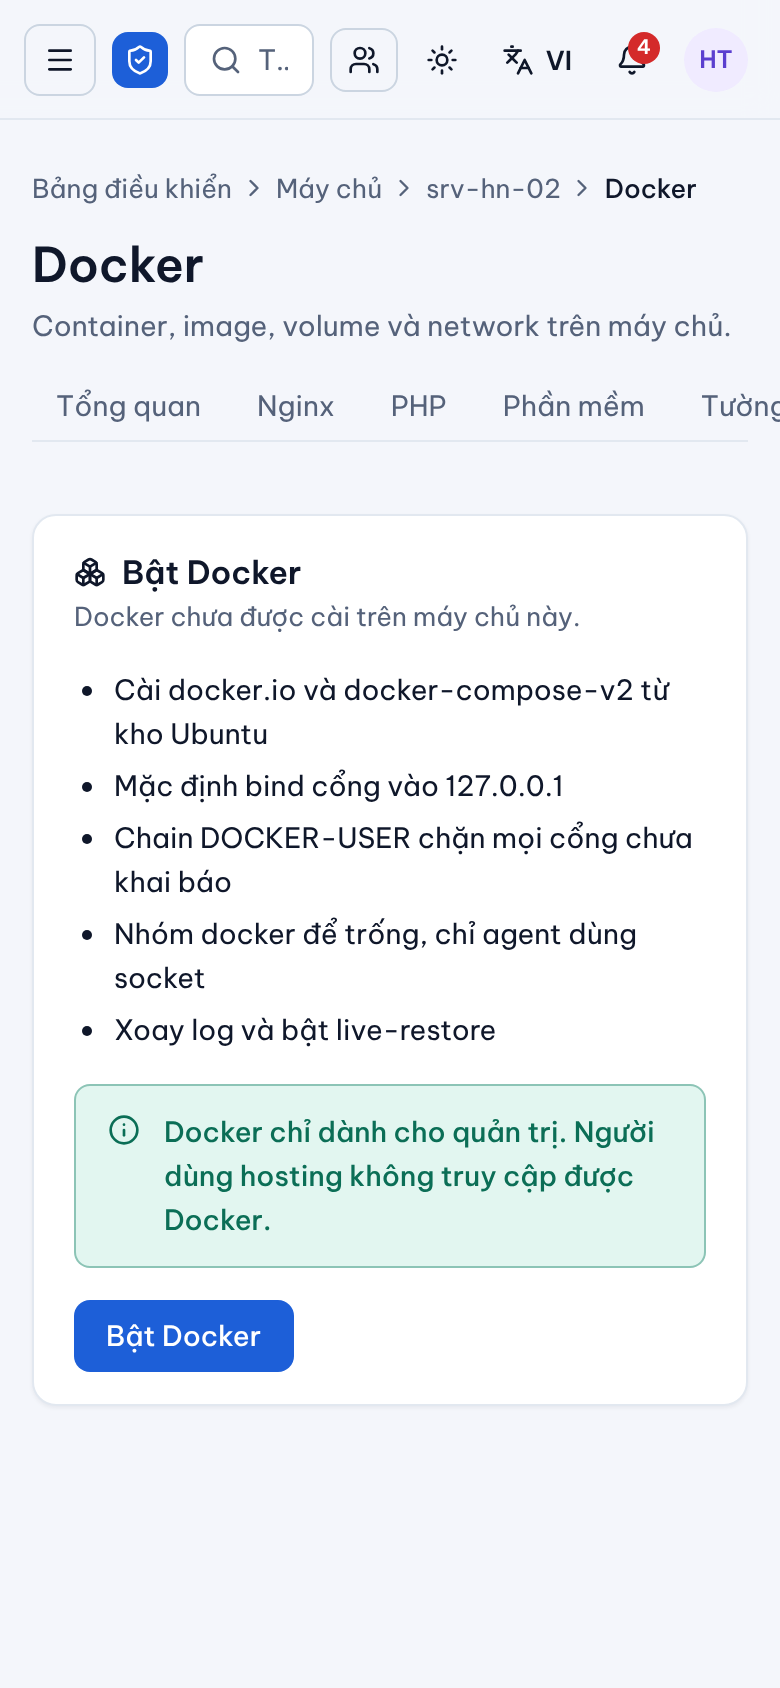 T..
VI
4
HT
Bảng điều khiển > Máy chủ > srv-hn-02 > Docker
Docker
Container, image, volume và network trên máy chủ.
Tổng quan Nginx PHP Phần mềm Tường
Bật Docker
Docker chưa được cài trên máy chủ này.
• Cài docker.io và docker-compose-v2 từ
kho Ubuntu
• Mặc định bind cổng vào 127.0.0.1
• Chain DOCKER-USER chặn mọi cổng chưa
khai báo
• Nhóm docker để trống, chỉ agent dùng
socket
• Xoay log và bật live-restore
Docker chỉ dành cho quản trị. Người
dùng hosting không truy cập được
Docker.
Bật Docker